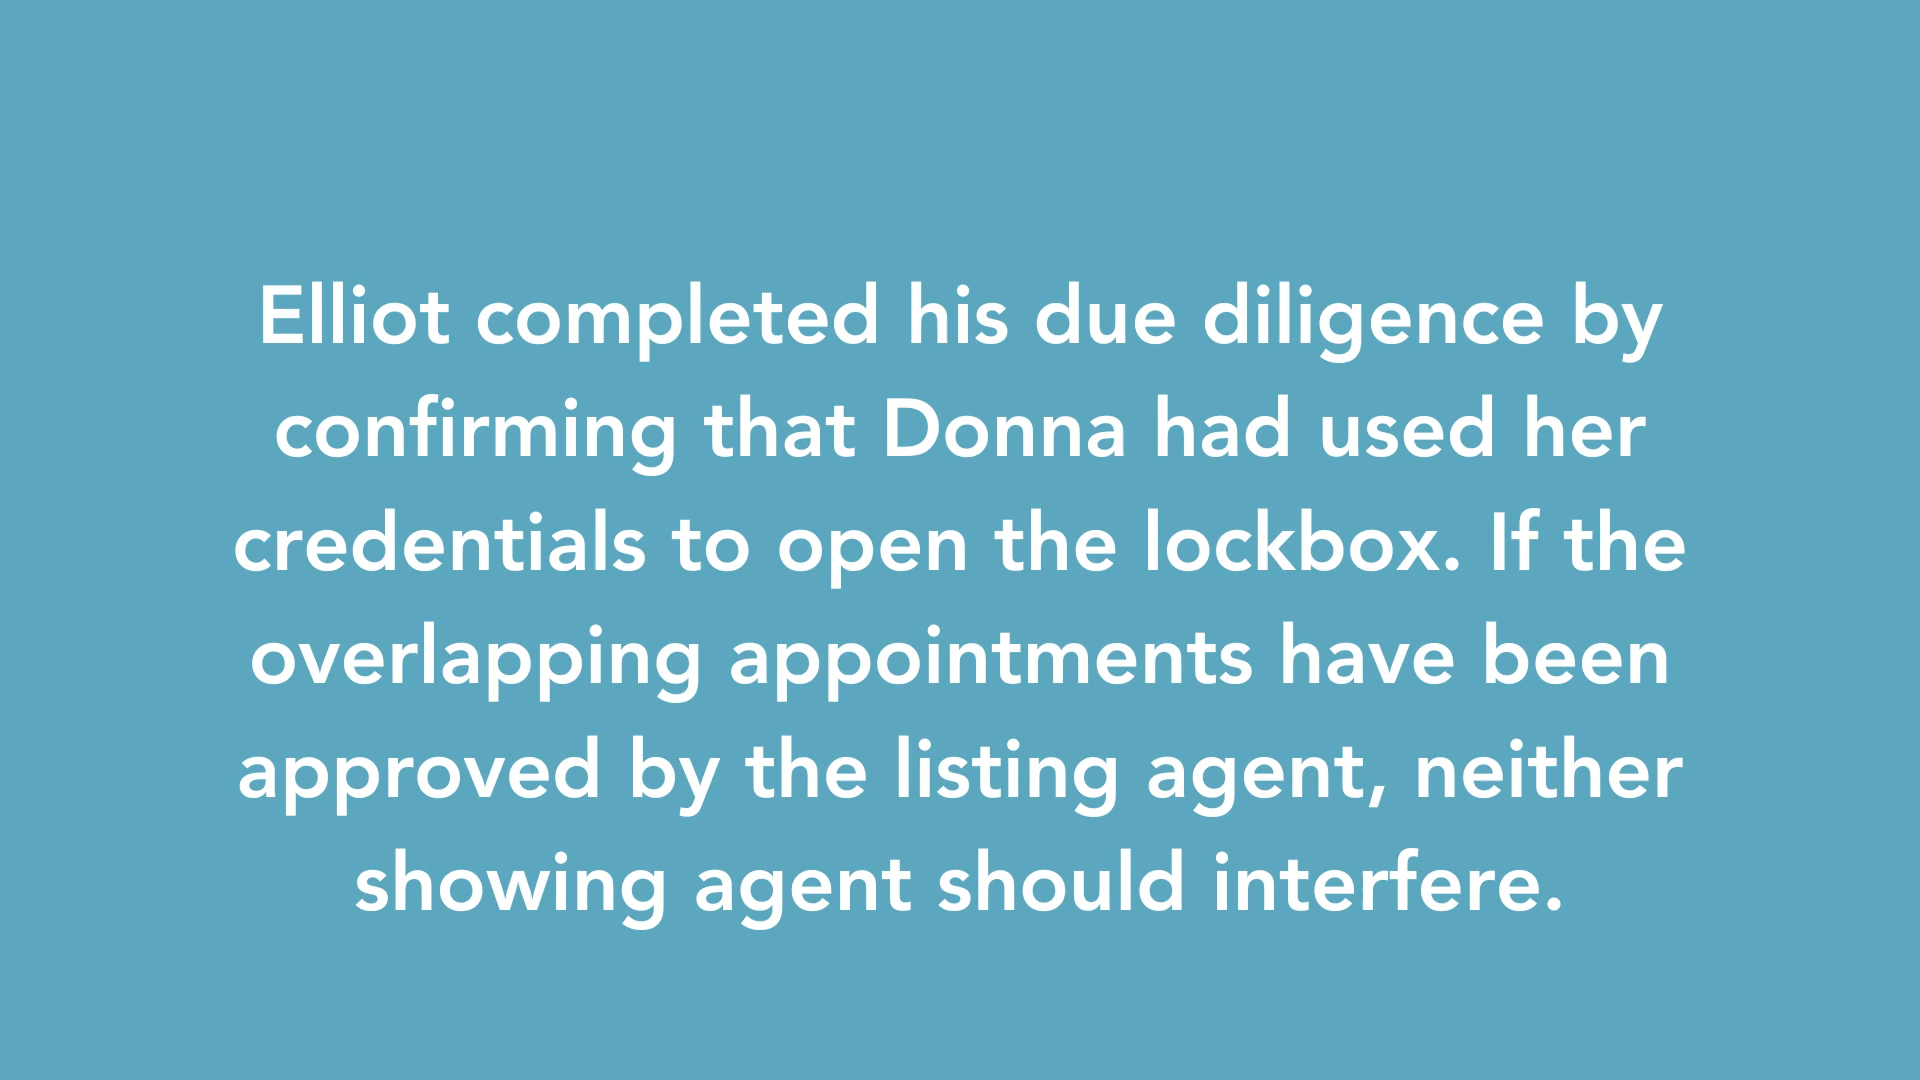 Elliot completed his due diligence by
confirming that Donna had used her
credentials to open the lockbox. If the
overlapping appointments have been
approved by the listing agent, neither
showing agent should interfere.